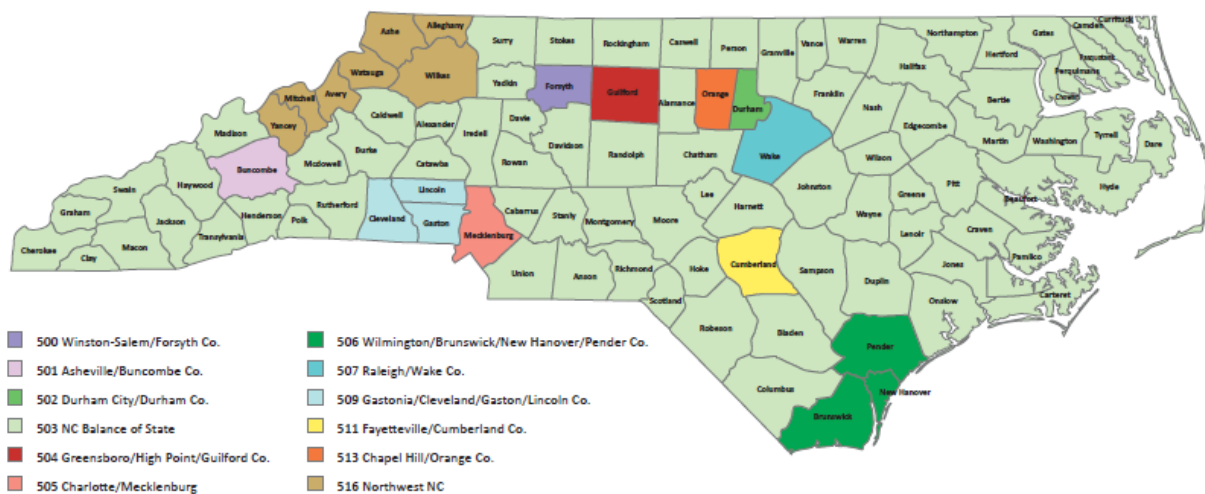 Alleghany
Ashe
Surry
Stokes
Rockingham
Caswell
Person
Granville
Vance
Warren
Northampton
Gates
Camden
Currituck
Pasquotank
Perquimans
Hertford
Halifax
Watauga
Wilkes
Yadkin
Forsyth
Guilford
Alamance
Orange
Durham
Franklin
Nash
Bertie
Mitchell
Avery
Yancey
Caldwell
Alexander
Iredell
Davie
Davidson
Randolph
Chatham
Wake
Edgecombe
Wilson
Martin
Washington
Tyrrell
Dare
Madison
Buncombe
McDowell
Burke
Catawba
Rowan
Haywood
Swain
Graham
Jackson
Henderson
Polk
Rutherford
Cleveland
Lincoln
Gaston
Mecklenburg
Cabarrus
Stanly
Montgomery
Moore
Lee
Harnett
Johnston
Greene
Pitt
Beaufort
Hyde
Wayne
Lenoir
Craven
Pamlico
Cherokee
Clay
Macon
Transylvania
Union
Anson
Richmond
Hoke
Scotland
Cumberland
Sampson
Duplin
Jones
Carteret
Onslow
Robeson
Bladen
Pender
Columbus
Brunswick
New Hanover
500 Winston-Salem/Forsyth Co.
501 Asheville/Buncombe Co.
502 Durham City/Durham Co.
503 NC Balance of State
504 Greensboro/High Point/Guilford Co.
505 Charlotte/Mecklenburg
506 Wilmington/Brunswick/New Hanover/Pender Co.
507 Raleigh/Wake Co.
509 Gastonia/Cleveland/Gaston/Lincoln Co.
511 Fayetteville/Cumberland Co.
513 Chapel Hill/Orange Co.
516 Northwest NC